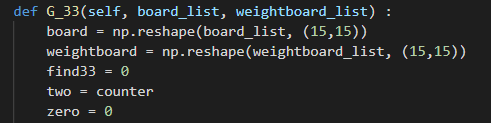 def G_33(self, board_list, weightboard_list) :
board = np.reshape(board_list, (15,15))
weightboard = np.reshape(weightboard_list, (15,15))
find33 = 0
two = counter
zero = 0